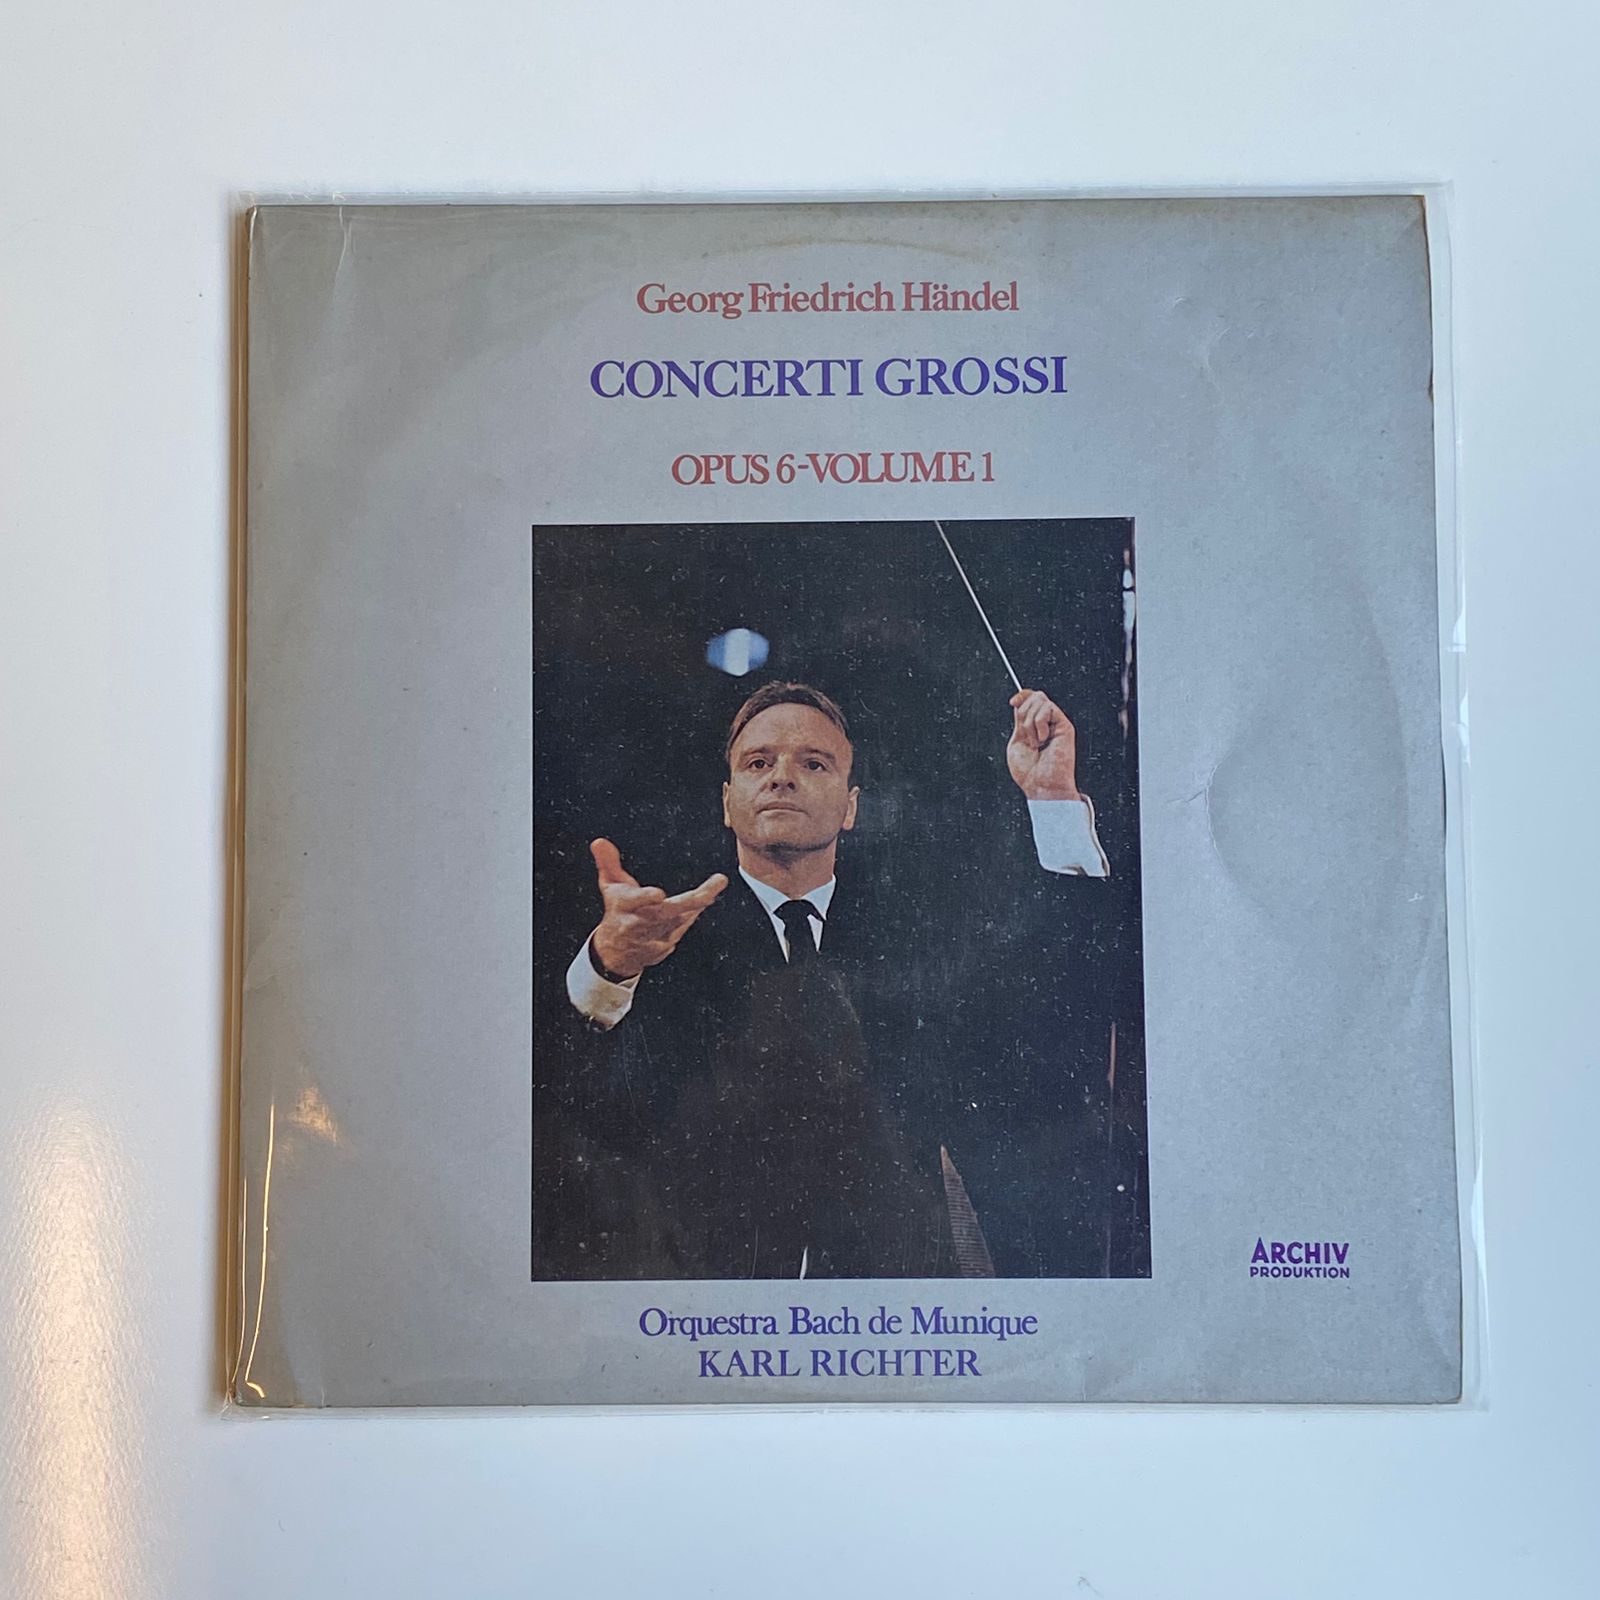 Georg Friedrich Händel
CONCERTI GROSSI
OPUS 6-VOLUME 1
ARCHIV
PRODUKTION
Orquestra Bach de Munique
KARL RICHTER